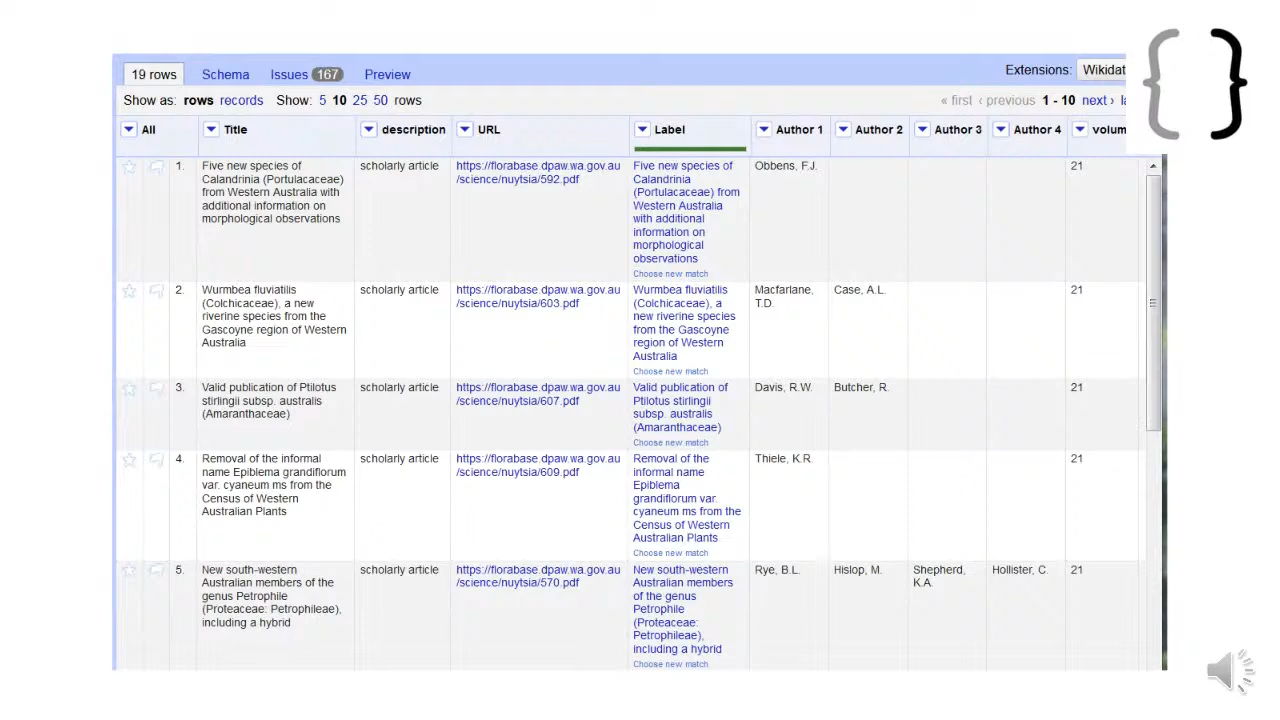 19 rows Schema Issues 167 Preview Extensions: Wikidat
Show as: rows records Show: 5 10 25 50 rows « first ‹ previous 1 - 10 next ›
All Title description URL Label Author 1 Author 2 Author 3 Author 4 volum
1. Five new species of scholarly article https://florabase.dpaw.wa.gov.au Five new species of Obbens, F.J. 21
Calandrinia (Portulacaceae) /science/nuytsia/592.pdf Calandrinia
from Western Australia with (Portulacaceae) from
additional information on Western Australia
morphological observations with additional
information on
morphological
observations
Choose new match
2. Wurmbea fluviatilis scholarly article https://florabase.dpaw.wa.gov.au Wurmbea fluviatilis Macfarlane, Case, A.L. 21
(Colchicaceae), a new /science/nuytsia/603.pdf (Colchicaceae), a T.D.
riverine species from the new riverine species
Gascoyne region of Western from the Gascoyne
Australia region of Western
Australia
Choose new match
3. Valid publication of Ptilotus scholarly article https://florabase.dpaw.wa.gov.au Valid publication of Davis, R.W. Butcher, R. 21
stirlingii subsp. australis /science/nuytsia/607.pdf Ptilotus stirlingii
(Amaranthaceae) subsp. australis
(Amaranthaceae)
Choose new match
4. Removal of the informal scholarly article https://florabase.dpaw.wa.gov.au Removal of the Thiele, K.R. 21
name Epiblema grandiflorum /science/nuytsia/609.pdf informal name
var. cyaneum ms from the Epiblema
Census of Western grandiflorum var.
Australian Plants cyaneum ms from the
Census of Western
Australian Plants
Choose new match
5. New south-western scholarly article https://florabase.dpaw.wa.gov.au New south-western Rye, B.L. Hislop, M. Shepherd, Hollister, C. 21
Australian members of the /science/nuytsia/570.pdf Australian members K.A.
genus Petrophile of the genus
(Proteaceae: Petrophileae), Petrophile
including a hybrid (Proteaceae:
Petrophileae),
including a hybrid
Choose new match